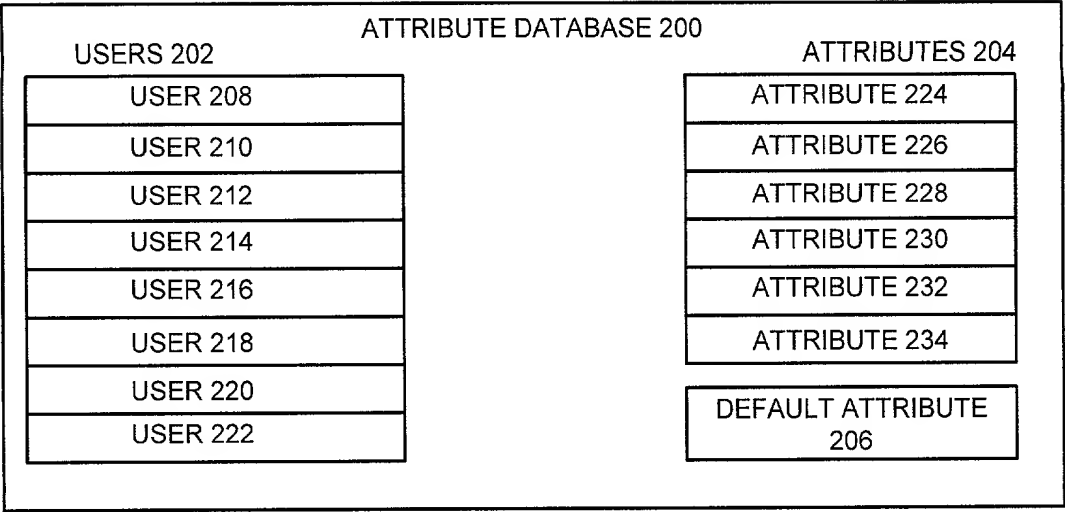 ATTRIBUTE DATABASE 200
USERS 202
USER 208
USER 210
USER 212
USER 214
USER 216
USER 218
USER 220
USER 222
ATTRIBUTES 204
ATTRIBUTE 224
ATTRIBUTE 226
ATTRIBUTE 228
ATTRIBUTE 230
ATTRIBUTE 232
ATTRIBUTE 234
DEFAULT ATTRIBUTE
206